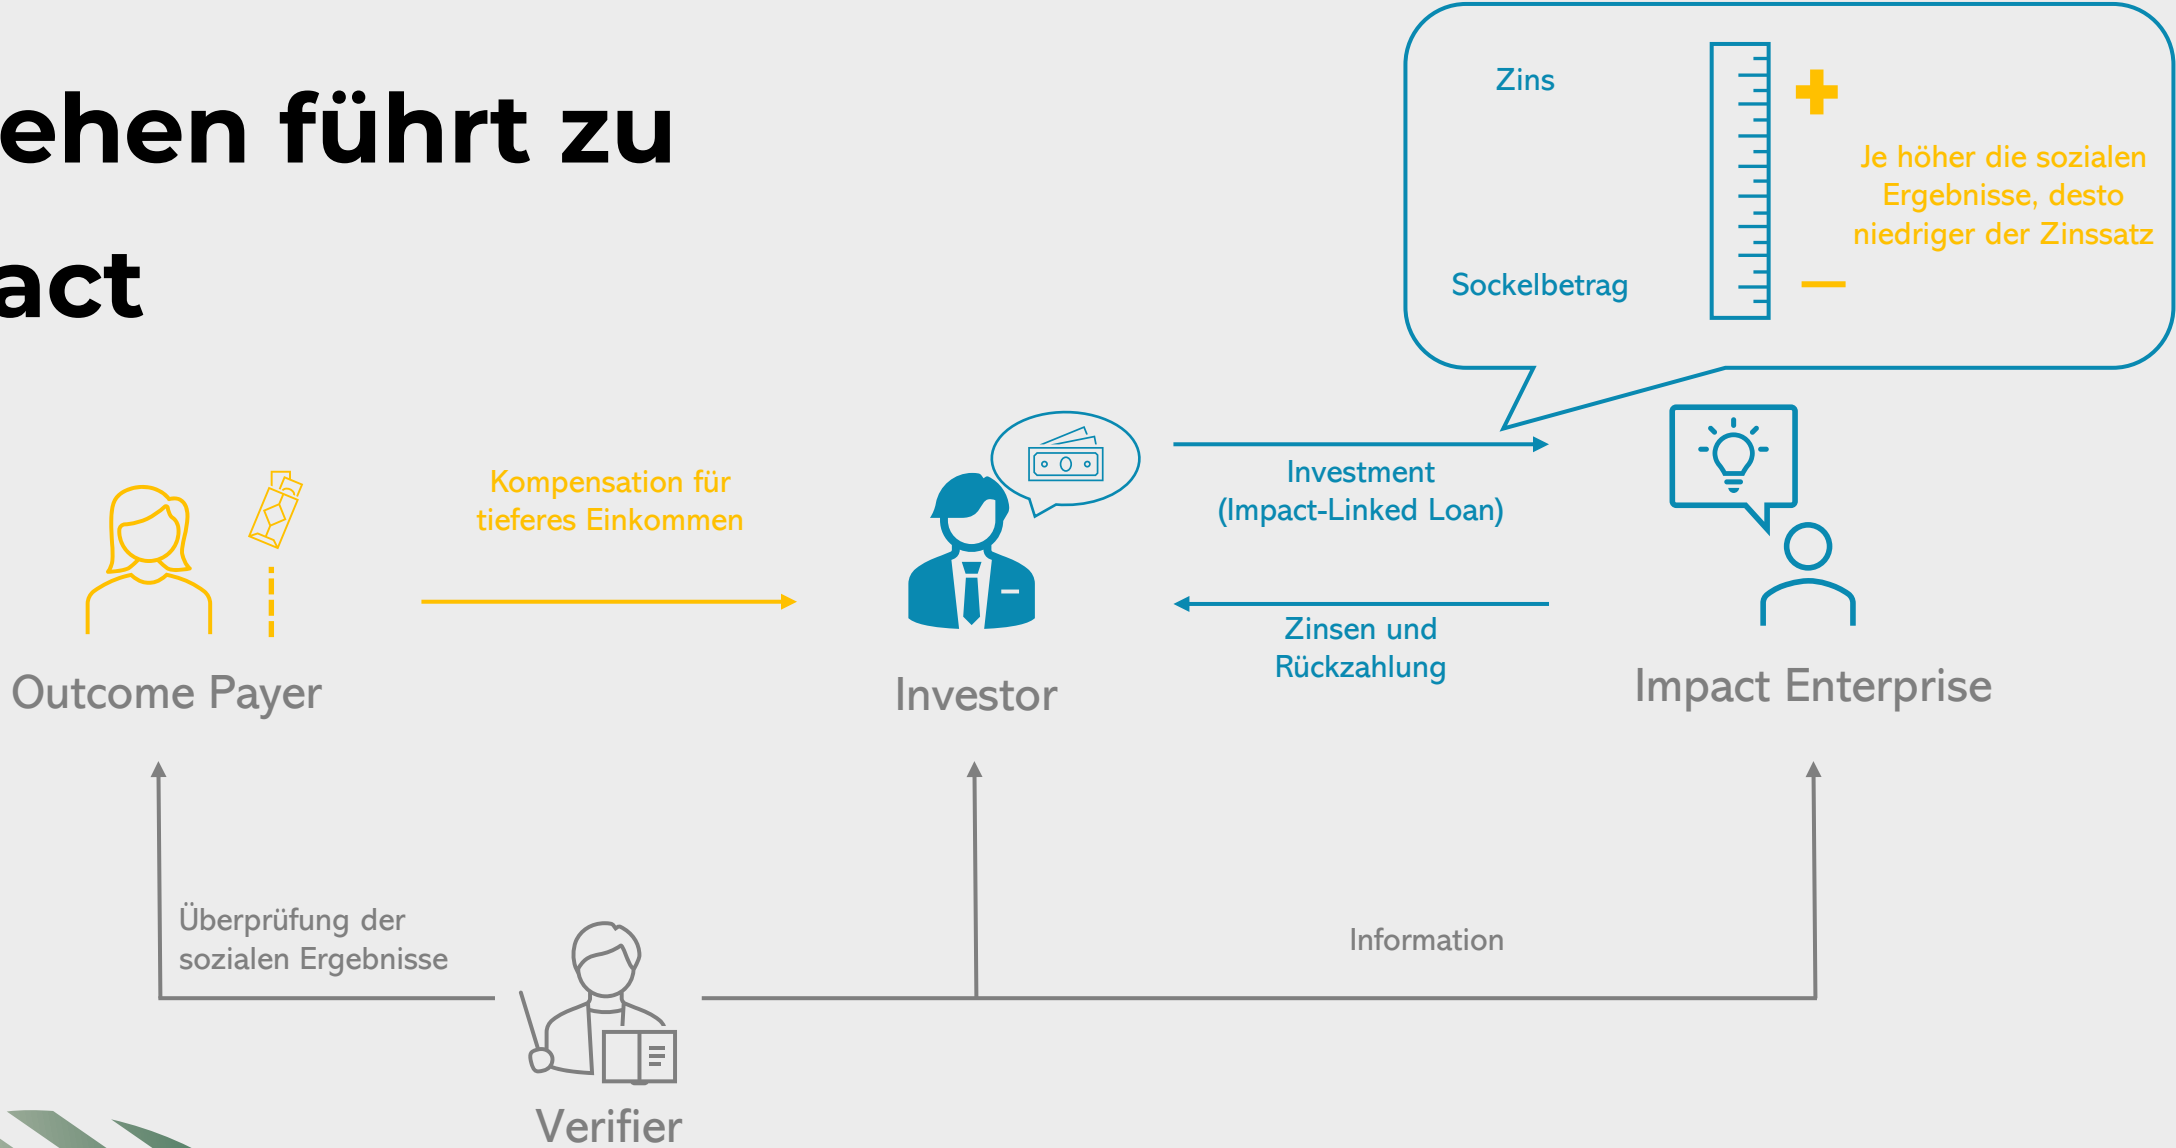 ehen führt zu
act
Zins
Je höher die sozialen
Ergebnisse, desto
niedriger der Zinssatz
Sockelbetrag
Kompensation für
tieferes Einkommen
Investment
(Impact-Linked Loan)
Zinsen und
Rückzahlung
Outcome Payer
Investor
Impact Enterprise
Überprüfung der
sozialen Ergebnisse
Information
Verifier